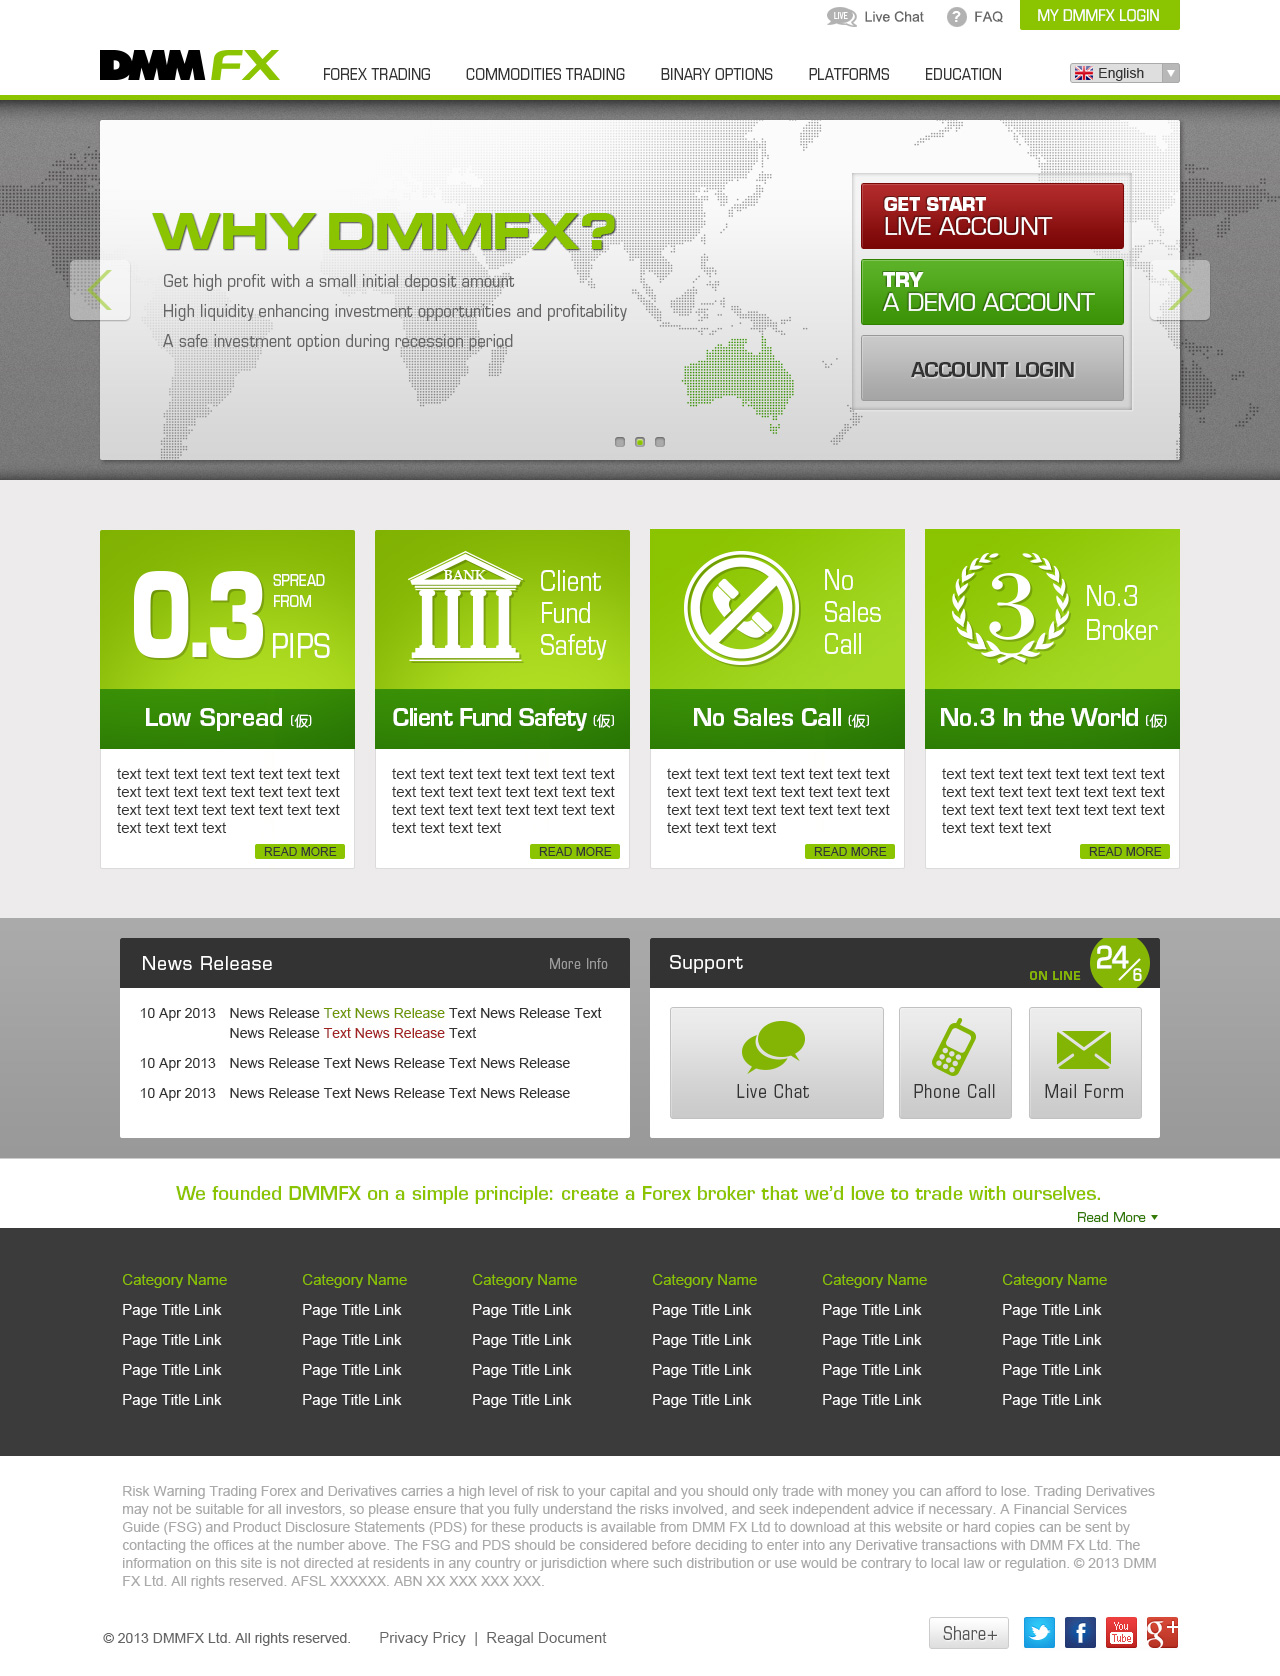 LIVE Live Chat ? FAQ MY DMMFX LOGIN
DMM FX FOREX TRADING COMMODITIES TRADING BINARY OPTIONS PLATFORMS EDUCATION English
WHY DMMFX?
Get high profit with a small initial deposit amount
High liquidity enhancing investment opportunities and profitability
A safe investment option during recession period
GET START
LIVE ACCOUNT
TRY
A DEMO ACCOUNT
ACCOUNT LOGIN
0.3 SPREAD
FROM
PIPS
Low Spread (仮)
text text text text text text text text
text text text text text text text text
text text text text text text text text
text text text text
READ MORE
BANK
Client
Fund
Safety
Client Fund Safety (仮)
text text text text text text text text
text text text text text text text text
text text text text text text text text
text text text text
READ MORE
No
Sales
Call
No Sales Call (仮)
text text text text text text text text
text text text text text text text text
text text text text text text text text
text text text text
READ MORE
3
No.3
Broker
No.3 In the World (仮)
text text text text text text text text
text text text text text text text text
text text text text text text text text
text text text text
READ MORE
News Release More Info
10 Apr 2013 News Release Text News Release Text News Release Text
News Release Text News Release Text
10 Apr 2013 News Release Text News Release Text News Release
10 Apr 2013 News Release Text News Release Text News Release
Support ON LINE 24/6
Live Chat Phone Call Mail Form
We founded DMMFX on a simple principle: create a Forex broker that we'd love to trade with ourselves.
Read More
Category Name Category Name Category Name Category Name Category Name Category Name
Page Title Link Page Title Link Page Title Link Page Title Link Page Title Link Page Title Link
Page Title Link Page Title Link Page Title Link Page Title Link Page Title Link Page Title Link
Page Title Link Page Title Link Page Title Link Page Title Link Page Title Link Page Title Link
Page Title Link Page Title Link Page Title Link Page Title Link Page Title Link Page Title Link
Risk Warning Trading Forex and Derivatives carries a high level of risk to your capital and you should only trade with money you can afford to lose. Trading Derivatives
may not be suitable for all investors, so please ensure that you fully understand the risks involved, and seek independent advice if necessary. A Financial Services
Guide (FSG) and Product Disclosure Statements (PDS) for these products is available from DMM FX Ltd to download at this website or hard copies can be sent by
contacting the offices at the number above. The FSG and PDS should be considered before deciding to enter into any Derivative transactions with DMM FX Ltd. The
information on this site is not directed at residents in any country or jurisdiction where such distribution or use would be contrary to local law or regulation. © 2013 DMM
FX Ltd. All rights reserved. AFSL XXXXXX. ABN XX XXX XXX XXX.
© 2013 DMMFX Ltd. All rights reserved. Privacy Pricy | Reagal Document Share+ f You Tube g+